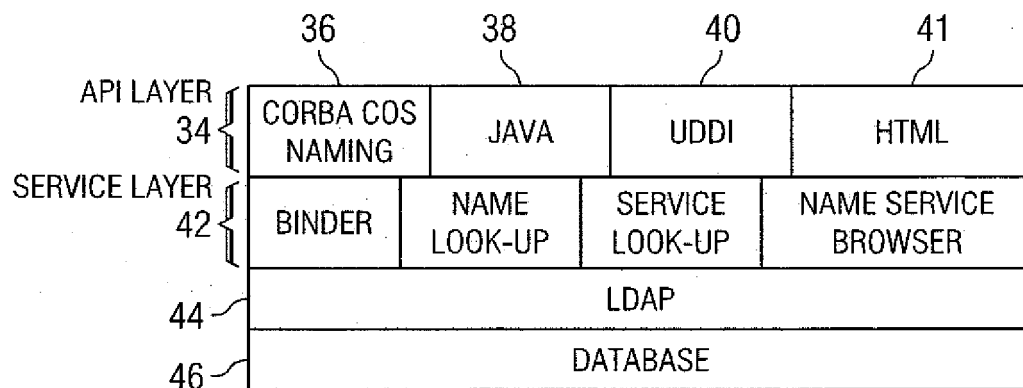 36 38 40 41
API LAYER
34
CORBA COS
NAMING
JAVA
UDDI
HTML
SERVICE LAYER
42
BINDER
NAME
LOOK-UP
SERVICE
LOOK-UP
NAME SERVICE
BROWSER
44
LDAP
46
DATABASE